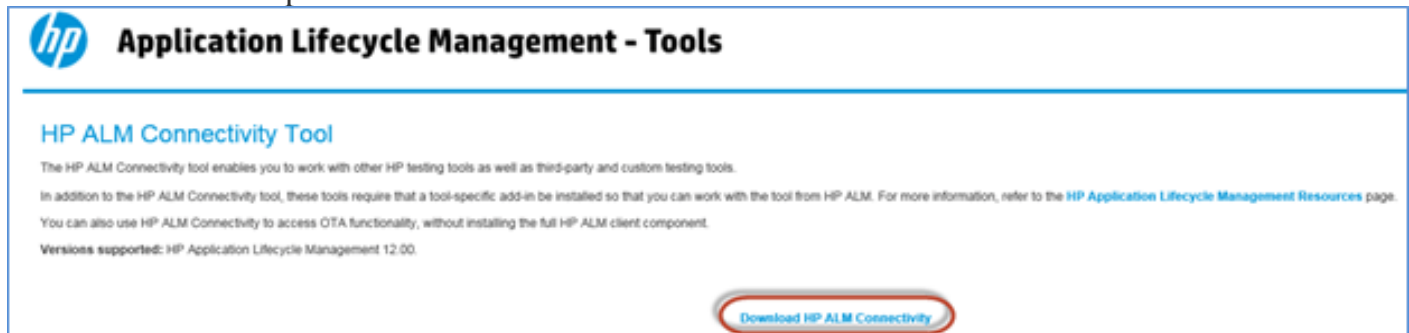 hp Application Lifecycle Management - Tools
HP ALM Connectivity Tool
The HP ALM Connectivity tool enables you to work with other HP testing tools as well as third-party and custom testing tools.
In addition to the HP ALM Connectivity tool, these tools require that a tool-specific add-in be installed so that you can work with the tool from HP ALM. For more information, refer to the HP Application Lifecycle Management Resources page.
You can also use HP ALM Connectivity to access OTA functionality, without installing the full HP ALM client component.
Versions supported: HP Application Lifecycle Management 12.00.
Download HP ALM Connectivity